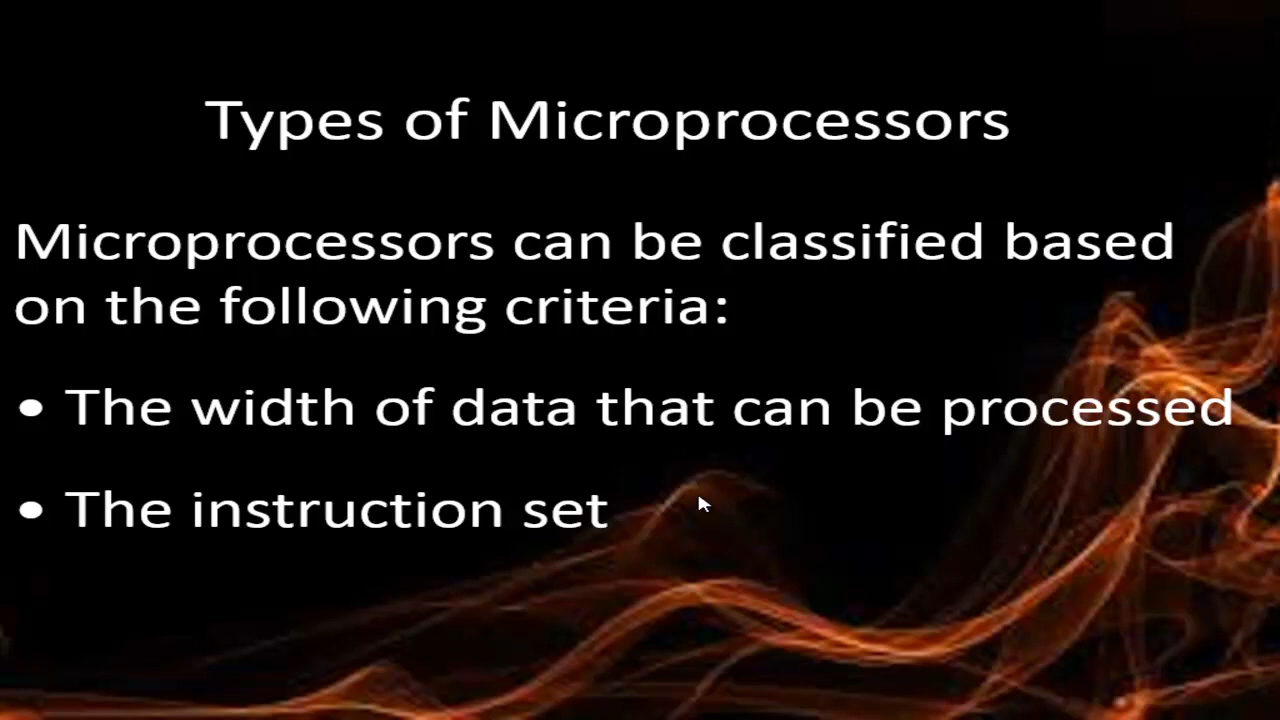 Types of Microprocessors
Microprocessors can be classified based
on the following criteria:
• The width of data that can be processed
• The instruction set